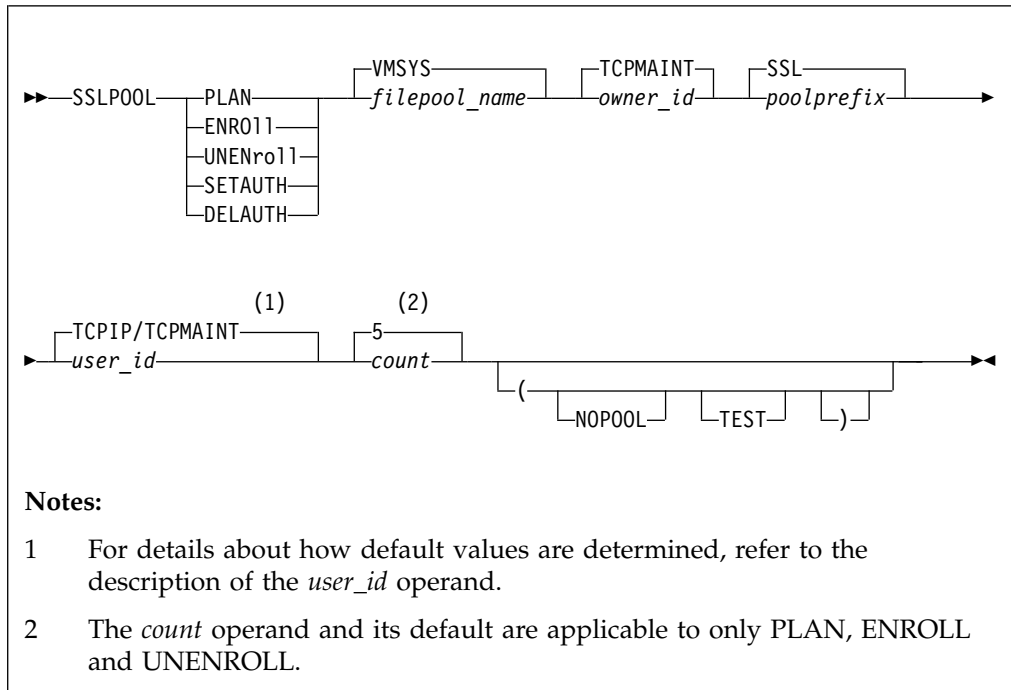 VMSYS TCPMAINT SSL
SSLPOOL PLAN filepool_name owner_id poolprefix
ENROll
UNENroll
SETAUTH
DELAUTH
(1) (2)
TCPIP/TCPMAINT 5
user_id count
(
NOPOOL TEST )
Notes:
1 For details about how default values are determined, refer to the
description of the user_id operand.
2 The count operand and its default are applicable to only PLAN, ENROLL
and UNENROLL.